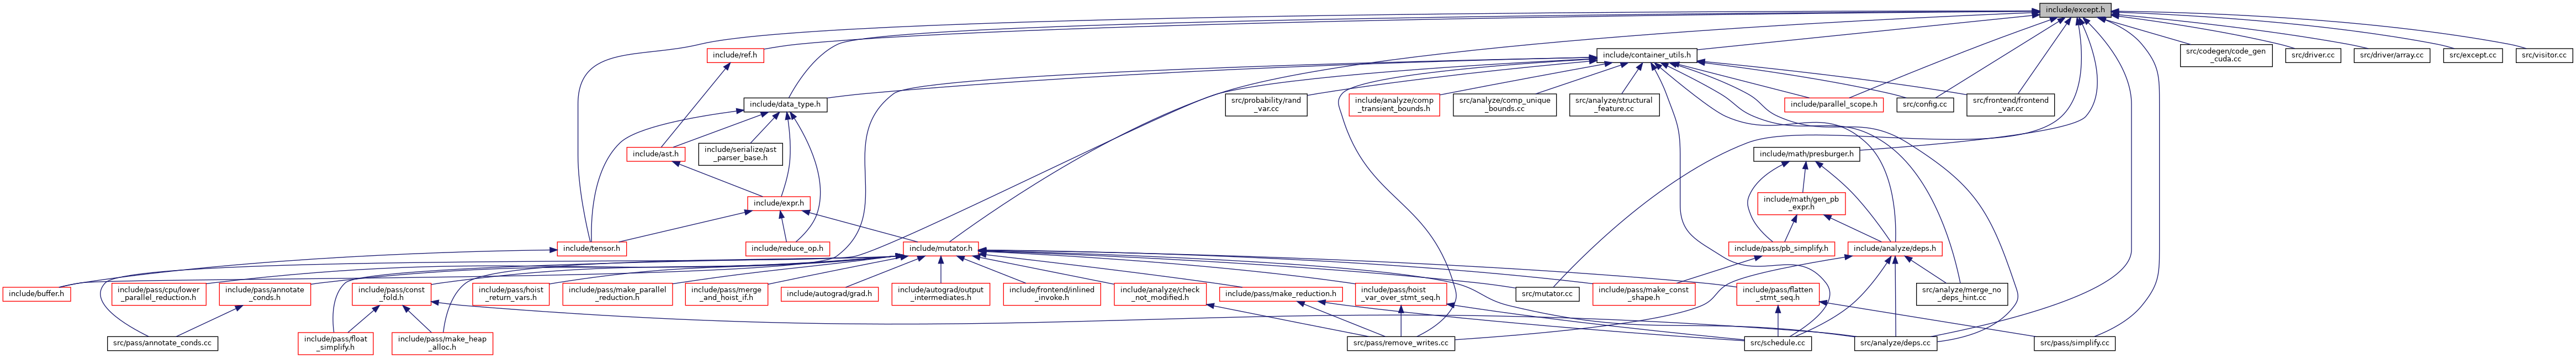 include/except.h
include/ref.h
include/container_utils.h
src/codegen/code_gen
_cuda.cc
src/driver.cc
src/driver/array.cc
src/except.cc
src/visitor.cc
include/data_type.h
src/probability/rand
_var.cc
include/analyze/comp
_transient_bounds.h
src/analyze/comp_unique
_bounds.cc
src/analyze/structural
_feature.cc
include/parallel_scope.h
src/config.cc
src/frontend/frontend
_var.cc
include/ast.h
include/serialize/ast
_parser_base.h
include/math/presburger.h
include/expr.h
include/math/gen_pb
_expr.h
include/tensor.h
include/reduce_op.h
include/mutator.h
include/pass/pb_simplify.h
include/analyze/deps.h
include/buffer.h
include/pass/cpu/lower
_parallel_reduction.h
include/pass/annotate
_conds.h
include/pass/const
_fold.h
include/pass/hoist
_return_vars.h
include/pass/make_parallel
_reduction.h
include/pass/merge
_and_hoist_if.h
include/autograd/grad.h
include/autograd/output
_intermediates.h
include/frontend/inlined
_invoke.h
include/analyze/check
_not_modified.h
include/pass/make_reduction.h
include/pass/hoist
_var_over_stmt_seq.h
src/mutator.cc
include/pass/make_const
_shape.h
include/pass/flatten
_stmt_seq.h
src/analyze/merge_no
_deps_hint.cc
src/pass/annotate_conds.cc
include/pass/float
_simplify.h
include/pass/make_heap
_alloc.h
src/pass/remove_writes.cc
src/schedule.cc
src/analyze/deps.cc
src/pass/simplify.cc